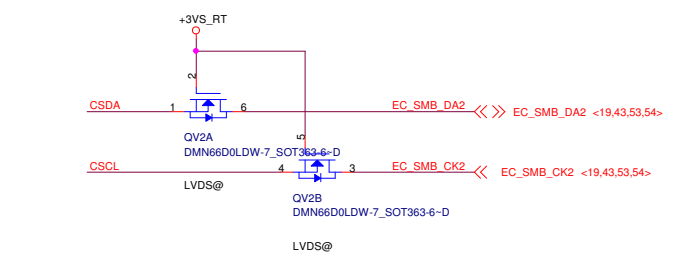 +3VS_RT
2
CSDA
1
6
EC_SMB_DA2
EC_SMB_DA2 <19,43,53,54>
QV2A
5
DMN66D0LDW-7_SOT363-6~D
CSCL
4
3
EC_SMB_CK2
EC_SMB_CK2 <19,43,53,54>
LVDS@
QV2B
DMN66D0LDW-7_SOT363-6~D
LVDS@